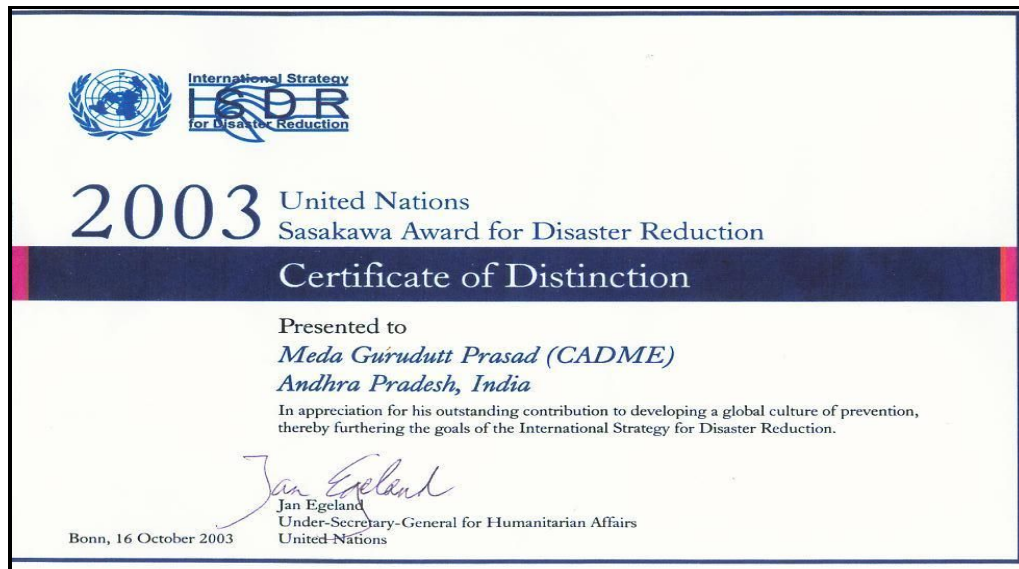 International Strategy
ISDR
for Disaster Reduction
2003 United Nations
Sasakawa Award for Disaster Reduction
Certificate of Distinction
Presented to
Meda Gurudutt Prasad (CADME)
Andhra Pradesh, India
In appreciation for his outstanding contribution to developing a global culture of prevention,
thereby furthering the goals of the International Strategy for Disaster Reduction.
Jan Egeland
Jan Egeland
Under-Secretary-General for Humanitarian Affairs
Bonn, 16 October 2003 United Nations